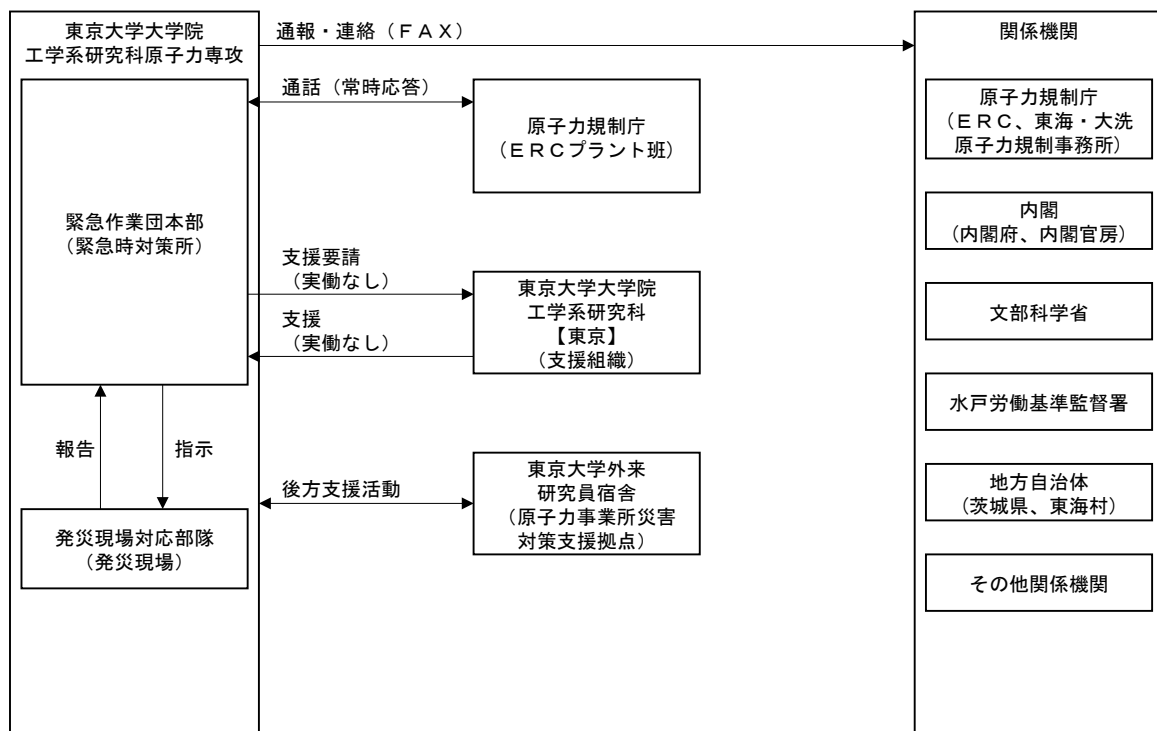 東京大学大学院
工学系研究科原子力専攻
緊急作業団本部
(緊急時対策所)
報告
指示
発災現場対応部隊
(発災現場)
通報・連絡(FAX)
通話(常時応答)
原子力規制庁
(ERCプラント班)
支援要請
(実働なし)
支援
(実働なし)
東京大学大学院
工学系研究科
【東京】
(支援組織)
後方支援活動
東京大学外来
研究員宿舎
(原子力事業所災害
対策支援拠点)
関係機関
原子力規制庁
(ERC、東海・大洗
原子力規制事務所)
内閣
(内閣府、内閣官房)
文部科学省
水戸労働基準監督署
地方自治体
(茨城県、東海村)
その他関係機関